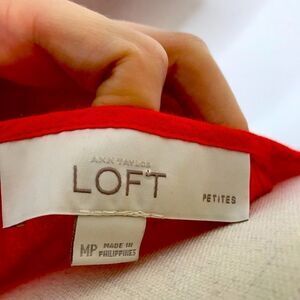 ANN TAYLOR
LOFT
PETITES
MP MADE IN
PHILIPPINES